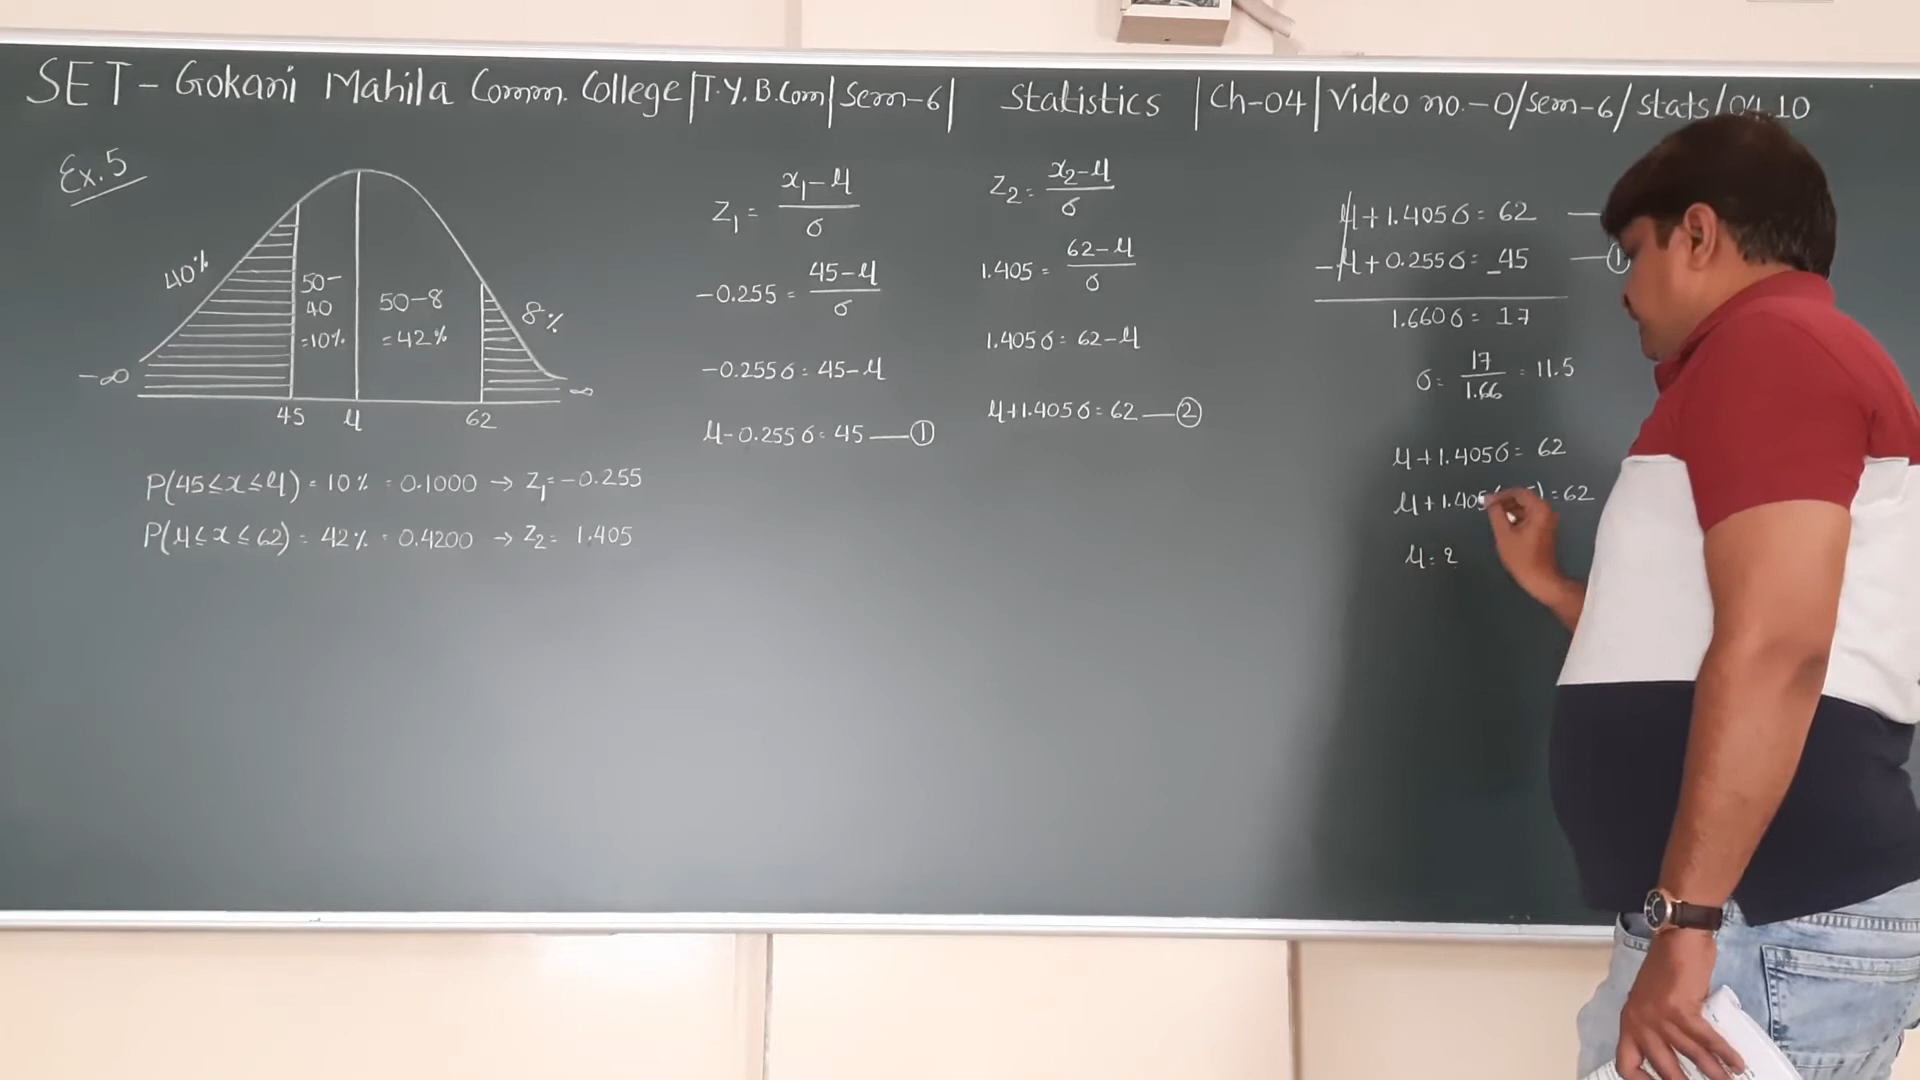 SET - Gokani Mahila Comm. College | T.Y.B.Com | Sem-6 | Statistics | Ch-04 | Video no.-0/sem-6/stats/04.10
Ex.5
40%
50-
40
=10%
50-8
=42%
8%
-∞
∞
45 μ 62
P(45≤x≤μ) = 10% = 0.1000 → Z₁=-0.255
P(μ≤x≤62) = 42% = 0.4200 → Z₂= 1.405
Z₁ = (x₁-μ)/σ
-0.255 = (45-μ)/σ
-0.255σ = 45-μ
μ-0.255σ = 45 — ①
Z₂ = (x₂-μ)/σ
1.405 = (62-μ)/σ
1.405σ = 62-μ
μ+1.405σ = 62 — ②
μ+1.405σ = 62 —
-μ+0.255σ = _45 — ①
1.660σ = 17
σ = 17/1.66 = 11.5
μ+1.405σ = 62
μ+1.405( ) = 62
μ = 2